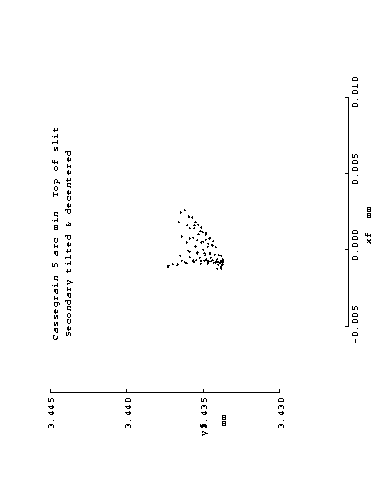 Cassegrain 5 arc min Top of slit
Secondary tilted & decentered
3.445
3.440
3.435
3.430
yf mm
-0.005
0.000
0.005
0.010
xf mm